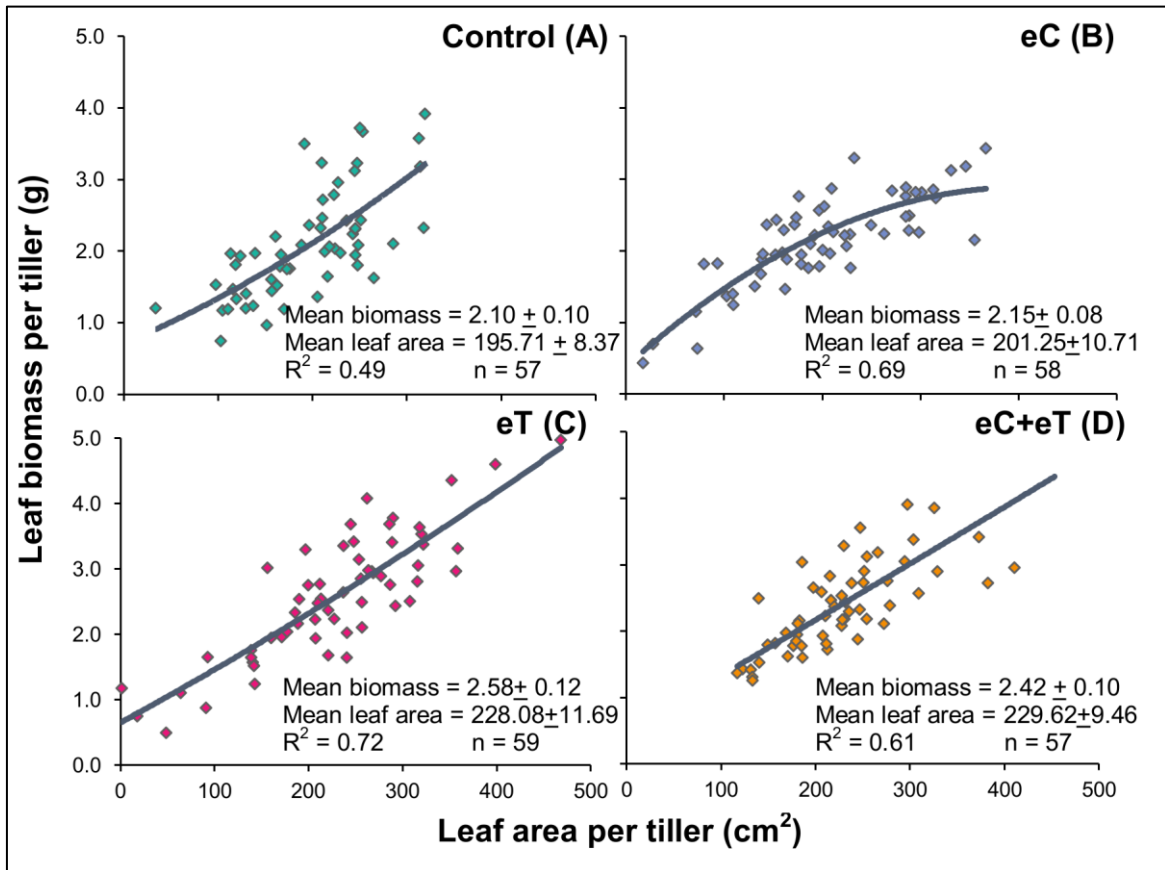 Leaf biomass per tiller (g)
Control (A)
5.0
4.0
3.0
2.0
1.0
0.0
Mean biomass = 2.10 ± 0.10
Mean leaf area = 195.71 ± 8.37
R² = 0.49 n = 57
eC (B)
Mean biomass = 2.15± 0.08
Mean leaf area = 201.25±10.71
R² = 0.69 n = 58
eT (C)
5.0
4.0
3.0
2.0
1.0
0.0
Mean biomass = 2.58± 0.12
Mean leaf area = 228.08±11.69
R² = 0.72 n = 59
0 100 200 300 400 500
eC+eT (D)
Mean biomass = 2.42 ± 0.10
Mean leaf area = 229.62±9.46
R² = 0.61 n = 57
0 100 200 300 400 500
Leaf area per tiller (cm²)